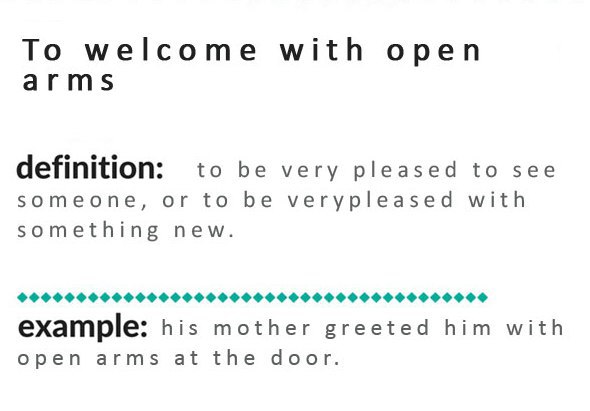 To welcome with open
arms
definition: to be very pleased to see
someone, or to be verypleased with
something new.
example: his mother greeted him with
open arms at the door.